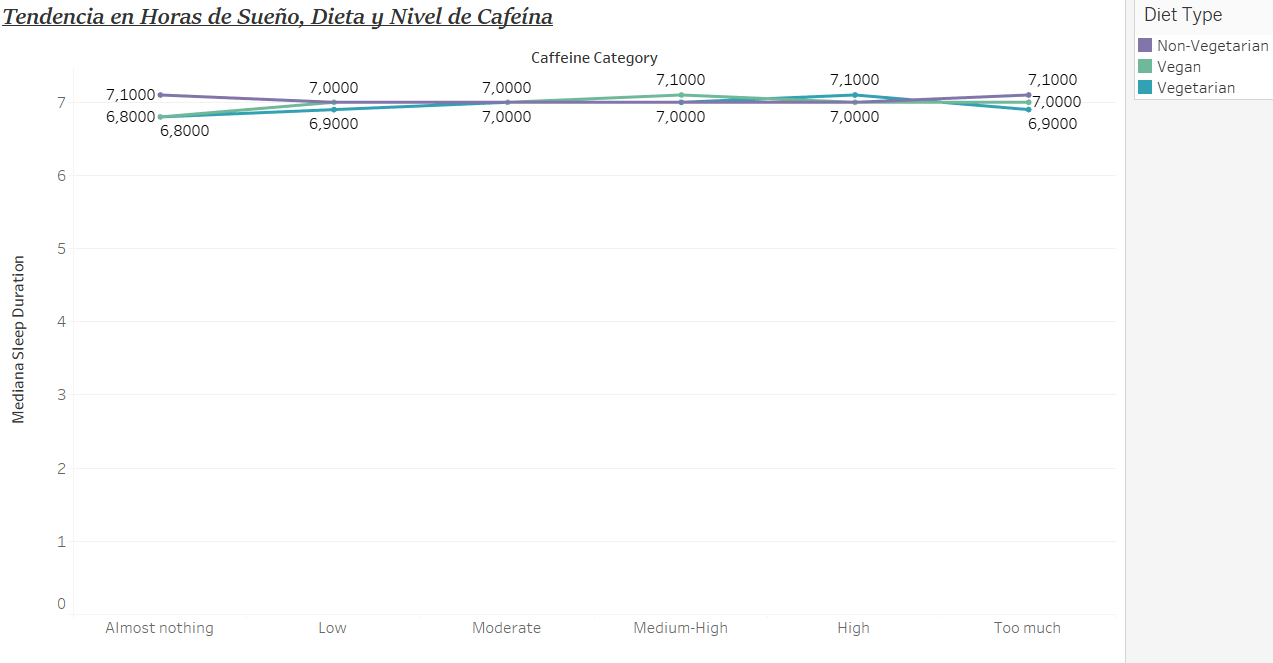 Tendencia en Horas de Sueño, Dieta y Nivel de Cafeína
Caffeine Category
Mediana Sleep Duration
7
6
5
4
3
2
1
0
7,1000
6,8000
6,8000
7,0000
6,9000
7,0000
7,0000
7,1000
7,0000
7,1000
7,0000
7,1000
7,0000
6,9000
Almost nothing
Low
Moderate
Medium-High
High
Too much
Diet Type
Non-Vegetarian
Vegan
Vegetarian